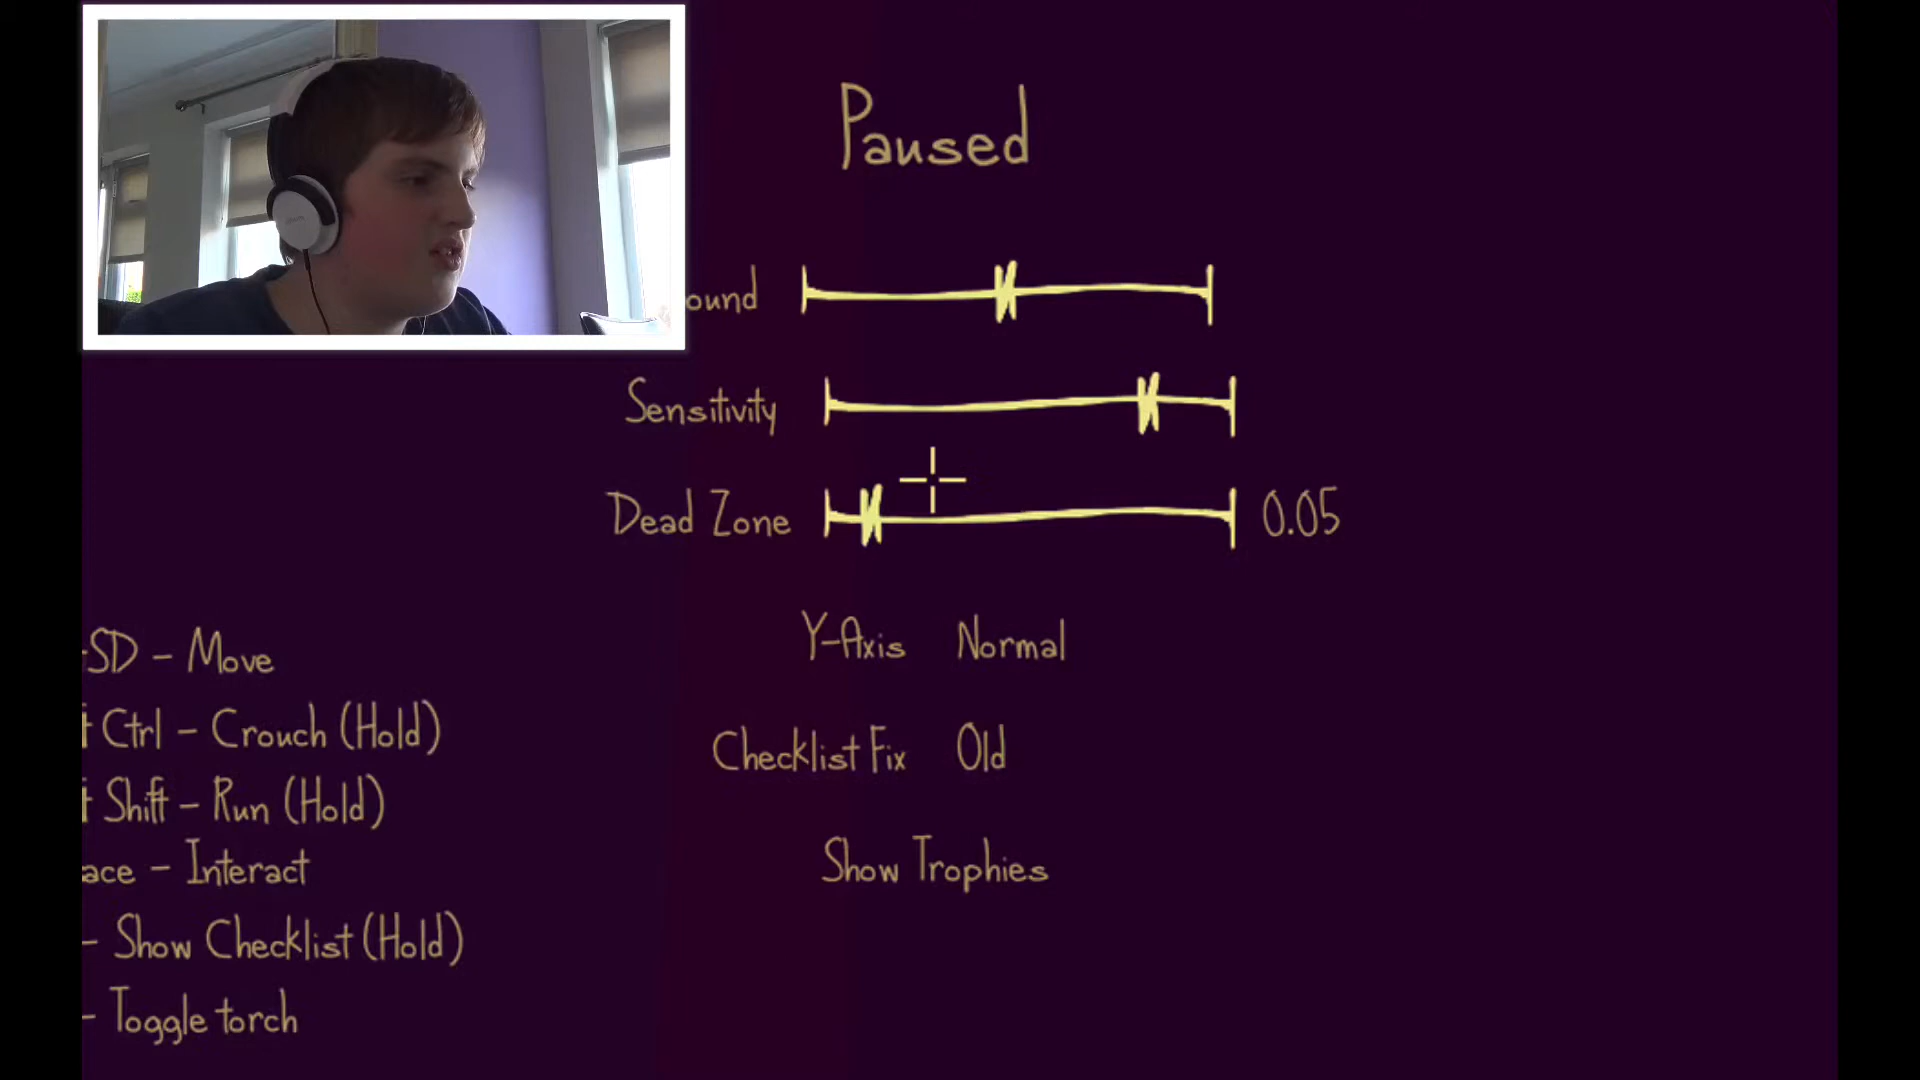 Paused
ound
Sensitivity
Dead Zone 0.05
Y-Axis Normal
Checklist Fix Old
Show Trophies
-SD - Move
t Ctrl - Crouch (Hold)
t Shift - Run (Hold)
ace - Interact
- Show Checklist (Hold)
- Toggle torch